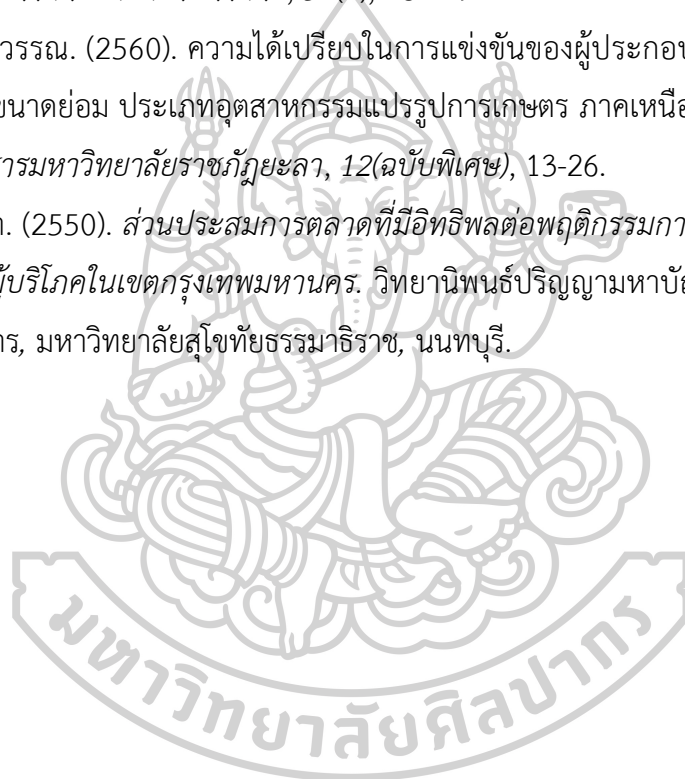 วรรณ. (2560). ความได้เปรียบในการแข่งขันของผู้ประกอบ
ขนาดย่อม ประเภทอุตสาหกรรมแปรรูปการเกษตร ภาคเหนือ
ารมหาวิทยาลัยราชภัฏยะลา, 12(ฉบับพิเศษ), 13-26.
(2550). ส่วนประสมการตลาดที่มีอิทธิพลต่อพฤติกรรมกา
ผู้บริโภคในเขตกรุงเทพมหานคร. วิทยานิพนธ์ปริญญามหาบัณ
าร, มหาวิทยาลัยสุโขทัยธรรมาธิราช, นนทบุรี.
มหาวิทยาลัยศิลปากร